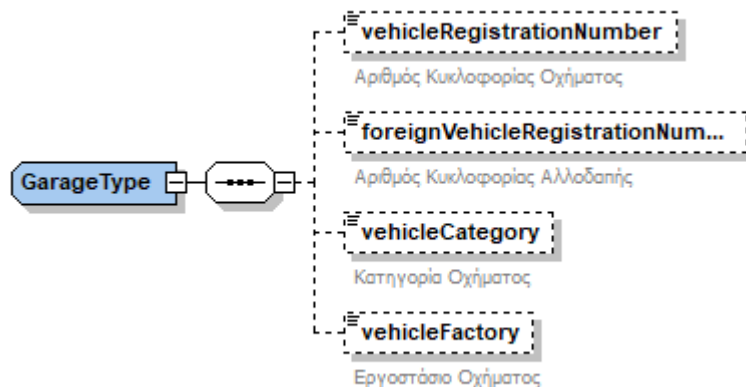 vehicleRegistrationNumber
Αριθμός Κυκλοφορίας Οχήματος
foreignVehicleRegistrationNum...
Αριθμός Κυκλοφορίας Αλλοδαπής
GarageType
vehicleCategory
Κατηγορία Οχήματος
vehicleFactory
Εργοστάσιο Οχήματος